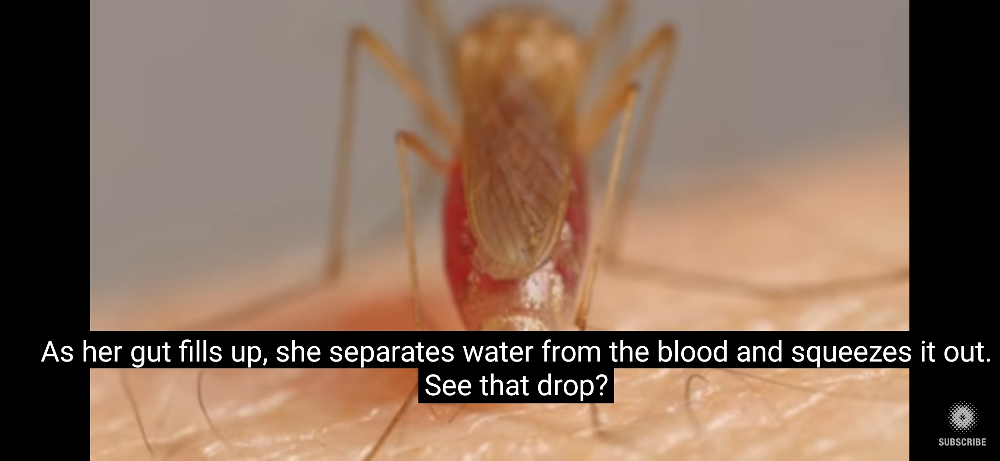 As her gut fills up, she separates water from the blood and squeezes it out.
See that drop?
SUBSCRIBE